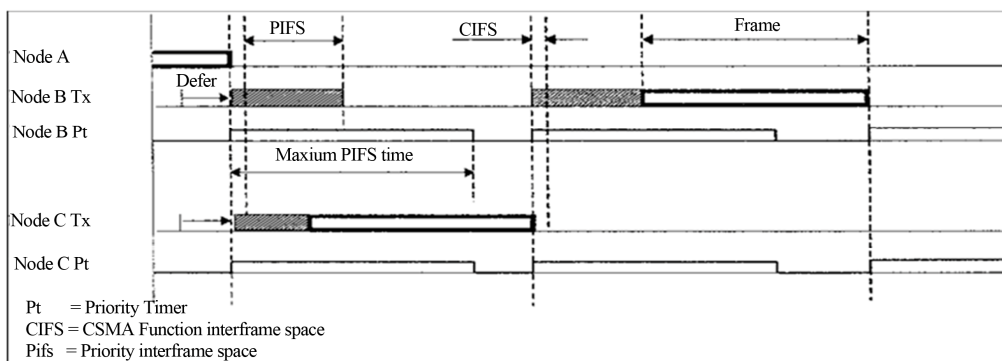 PIFS
CIFS
Frame
Node A
Defer
Node B Tx
Node B Pt
Maxium PIFS time
Node C Tx
Node C Pt
Pt = Priority Timer
CIFS = CSMA Function interframe space
Pifs = Priority interframe space